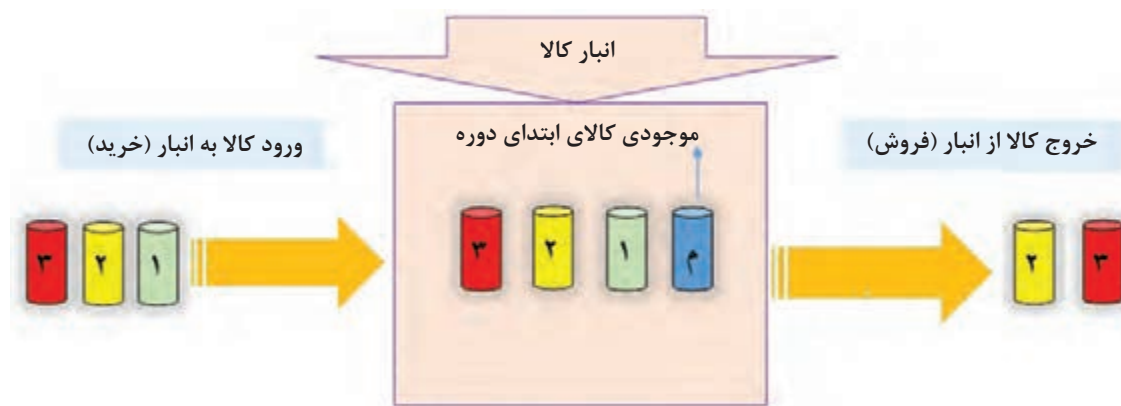 انبار کالا
موجودی کالای ابتدای دوره
خروج کالا از انبار (فروش)
ورود کالا به انبار (خرید)
۳ ۲
م ۱ ۲ ۳
۱ ۲ ۳